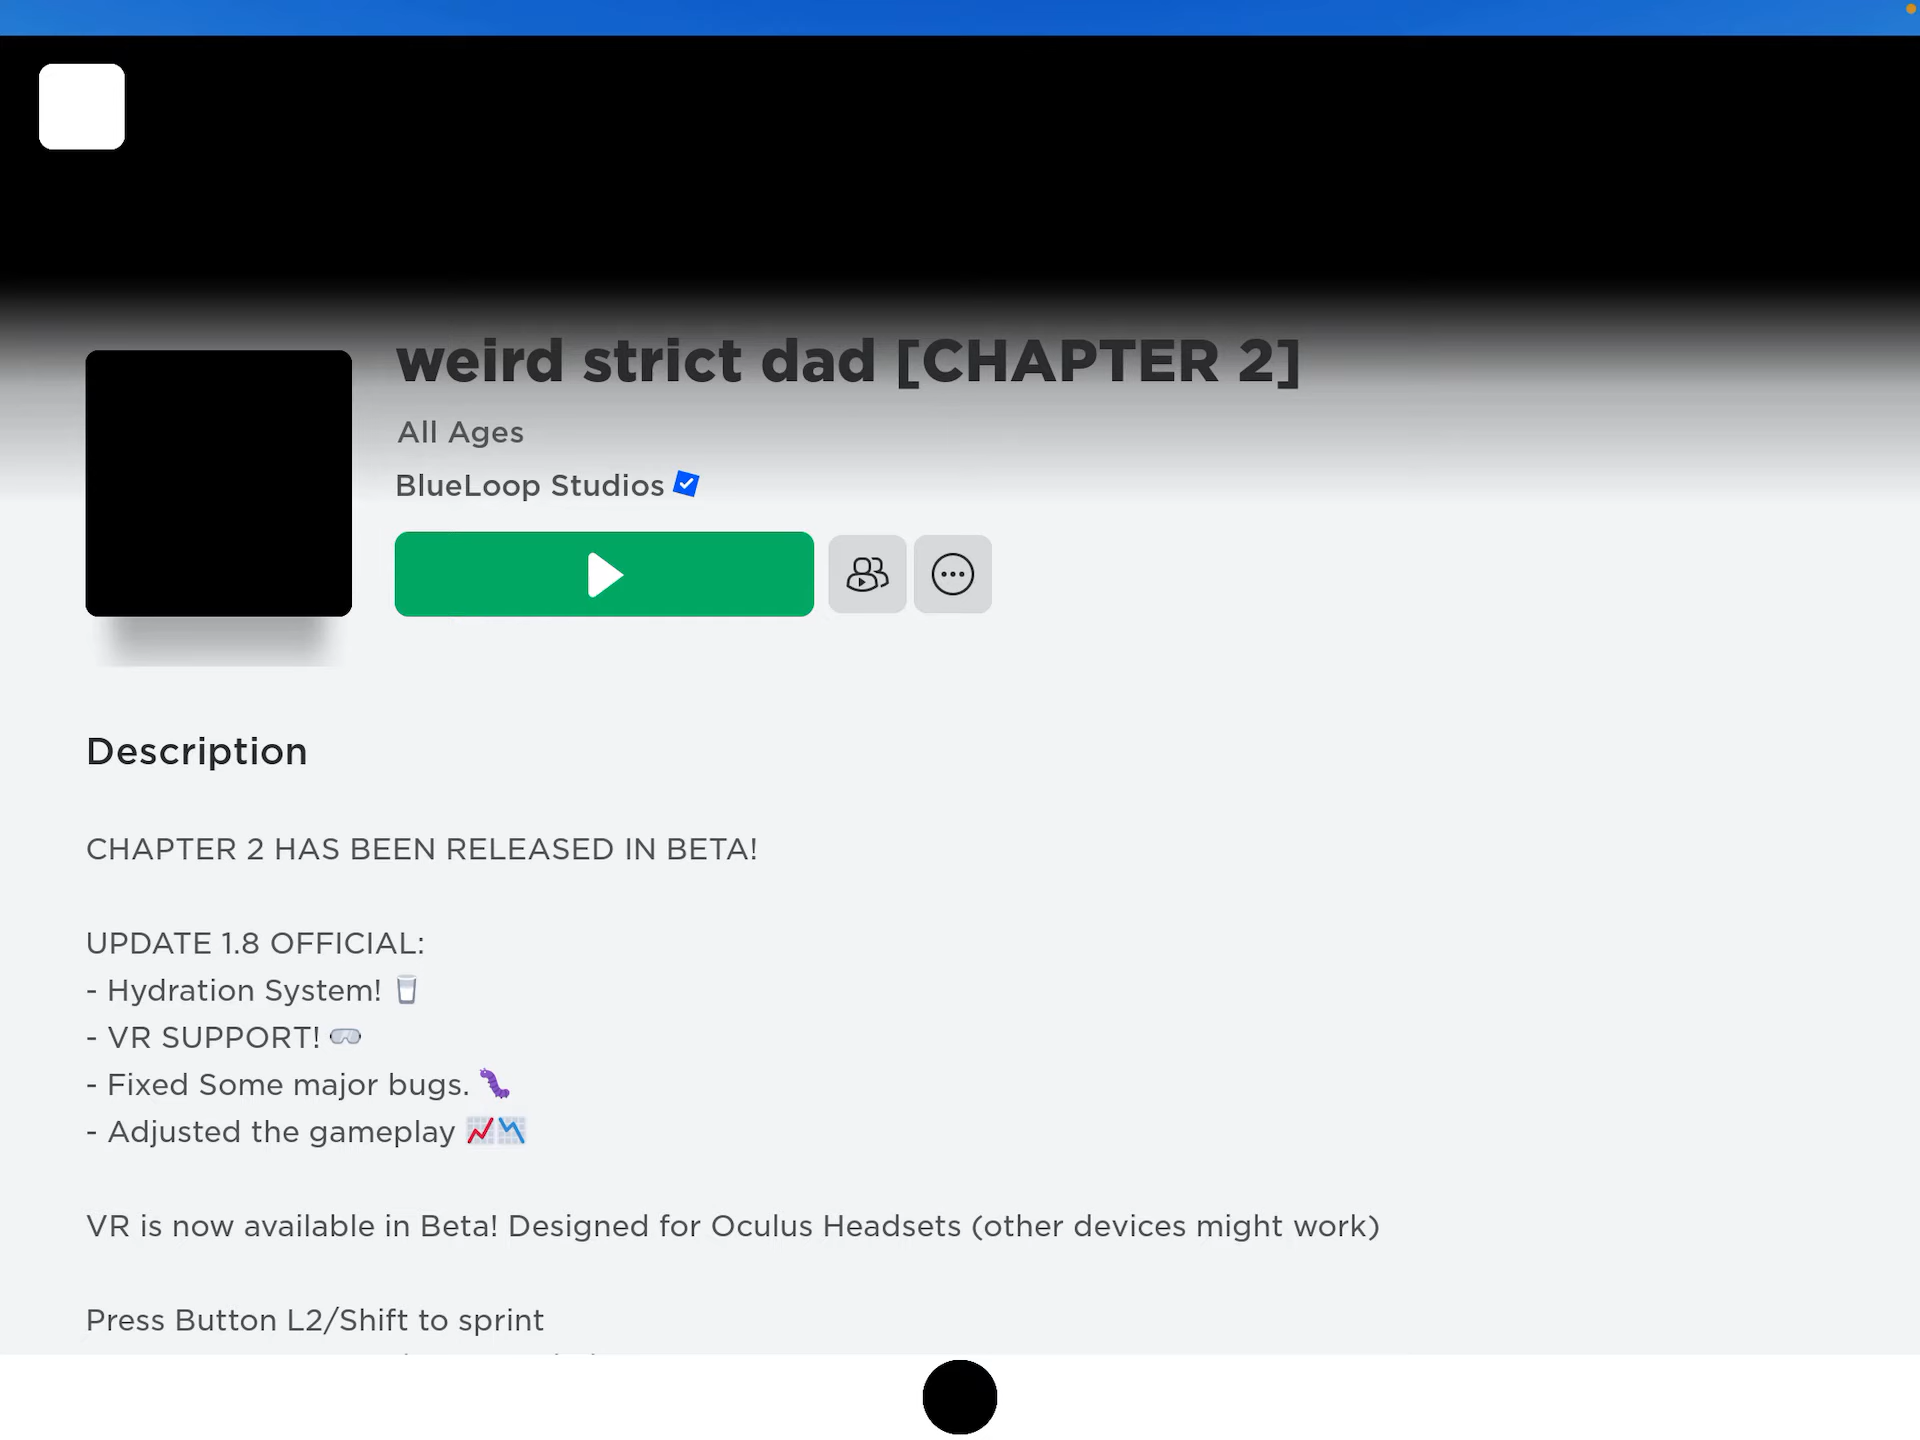 weird strict dad [CHAPTER 2]
All Ages
BlueLoop Studios
Description
CHAPTER 2 HAS BEEN RELEASED IN BETA!
UPDATE 1.8 OFFICIAL:
- Hydration System! 🥛
- VR SUPPORT! 🥽
- Fixed Some major bugs. 🐛
- Adjusted the gameplay 📈📉
VR is now available in Beta! Designed for Oculus Headsets (other devices might work)
Press Button L2/Shift to sprint